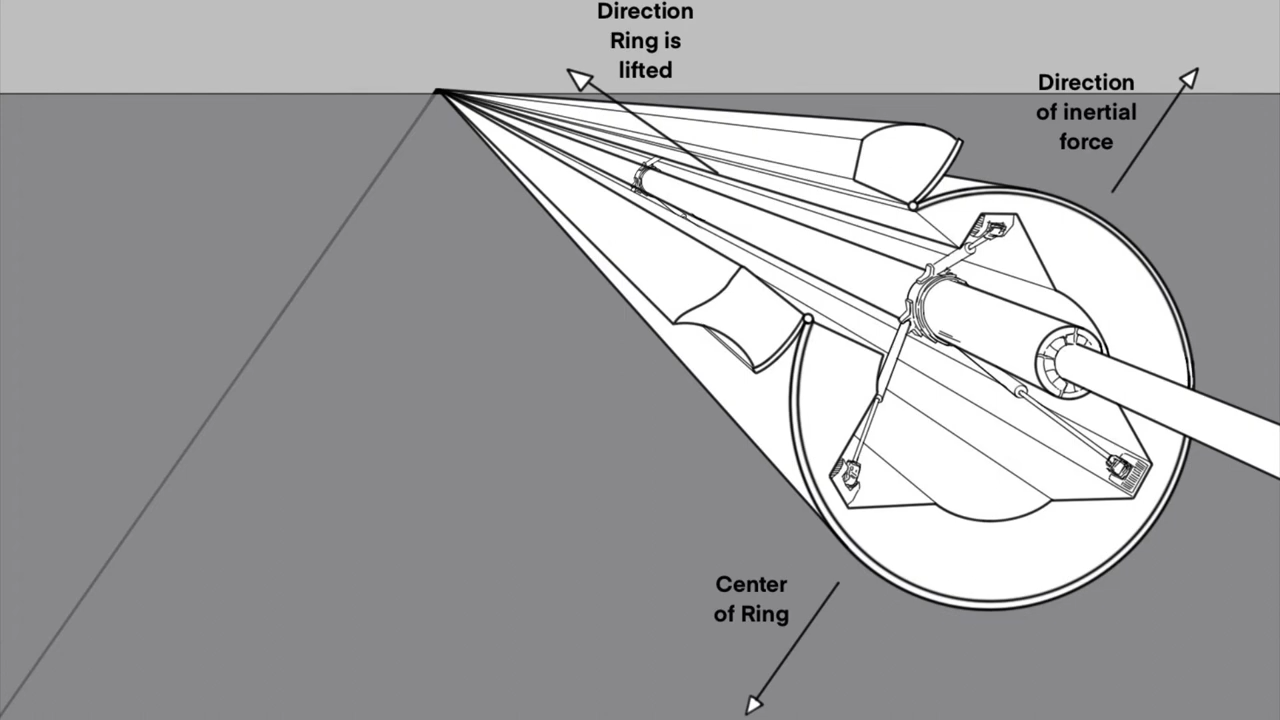 Direction
Ring is
lifted
Direction
of inertial
force
Center
of Ring